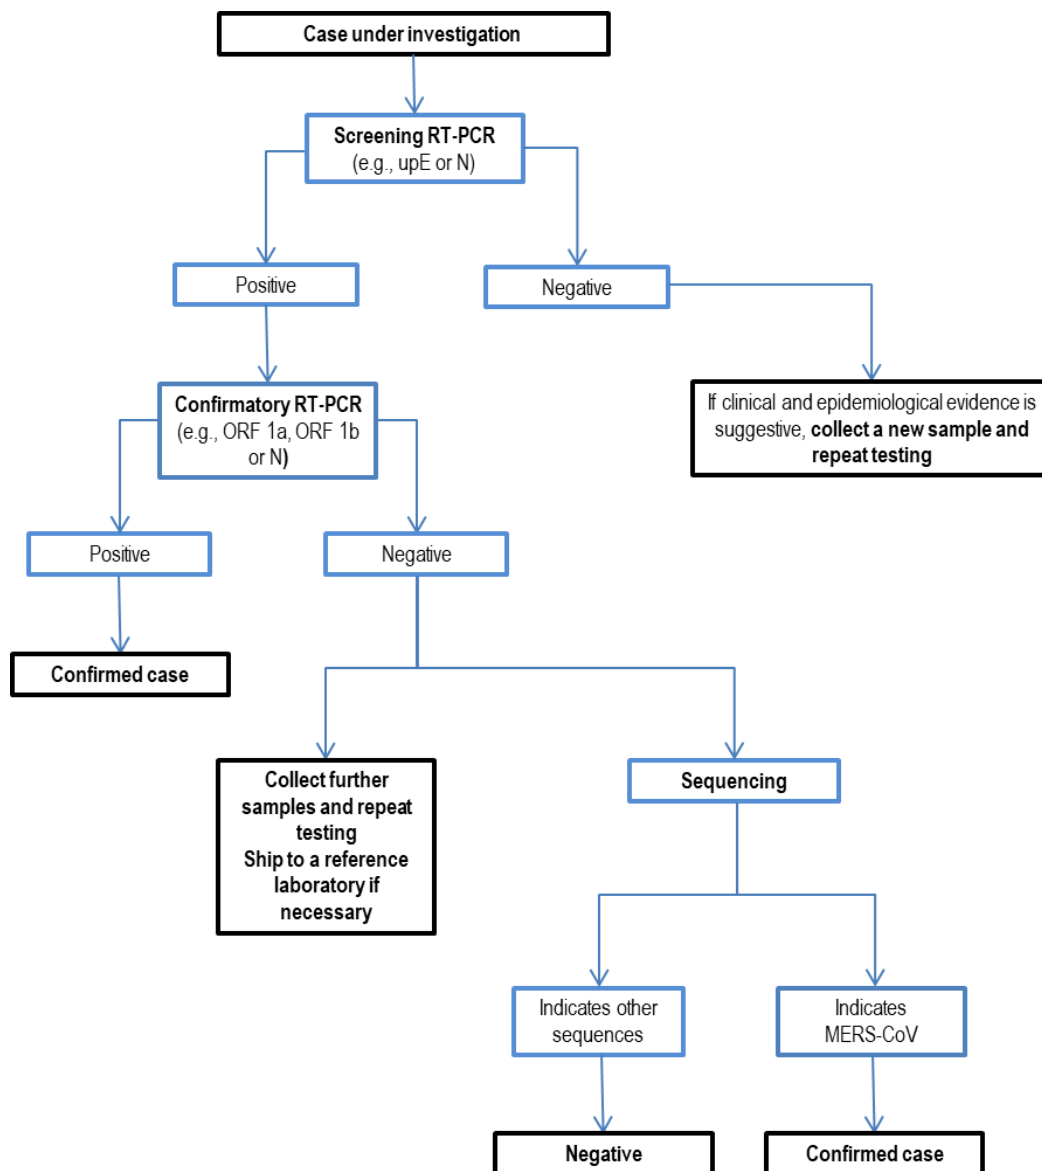 Case under investigation
Screening RT-PCR
(e.g., upE or N)
Positive
Negative
Confirmatory RT-PCR
(e.g., ORF 1a, ORF 1b
or N)
If clinical and epidemiological evidence is
suggestive, collect a new sample and
repeat testing
Positive
Negative
Confirmed case
Collect further
samples and repeat
testing
Ship to a reference
laboratory if
necessary
Sequencing
Indicates other
sequences
Indicates
MERS-CoV
Negative
Confirmed case